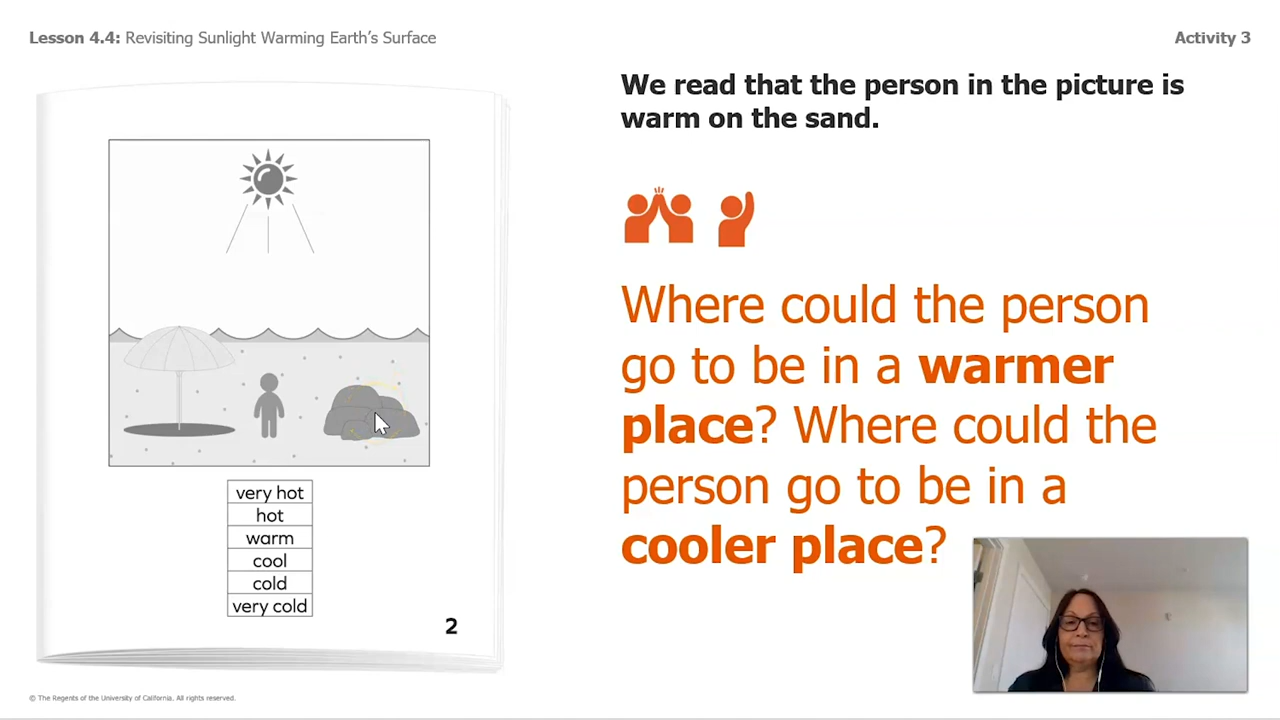 Lesson 4.4: Revisiting Sunlight Warming Earth's Surface
Activity 3
We read that the person in the picture is
warm on the sand.
Where could the person
go to be in a warmer
place? Where could the
person go to be in a
cooler place?
very hot
hot
warm
cool
cold
very cold
2
© The Regents of the University of California. All rights reserved.